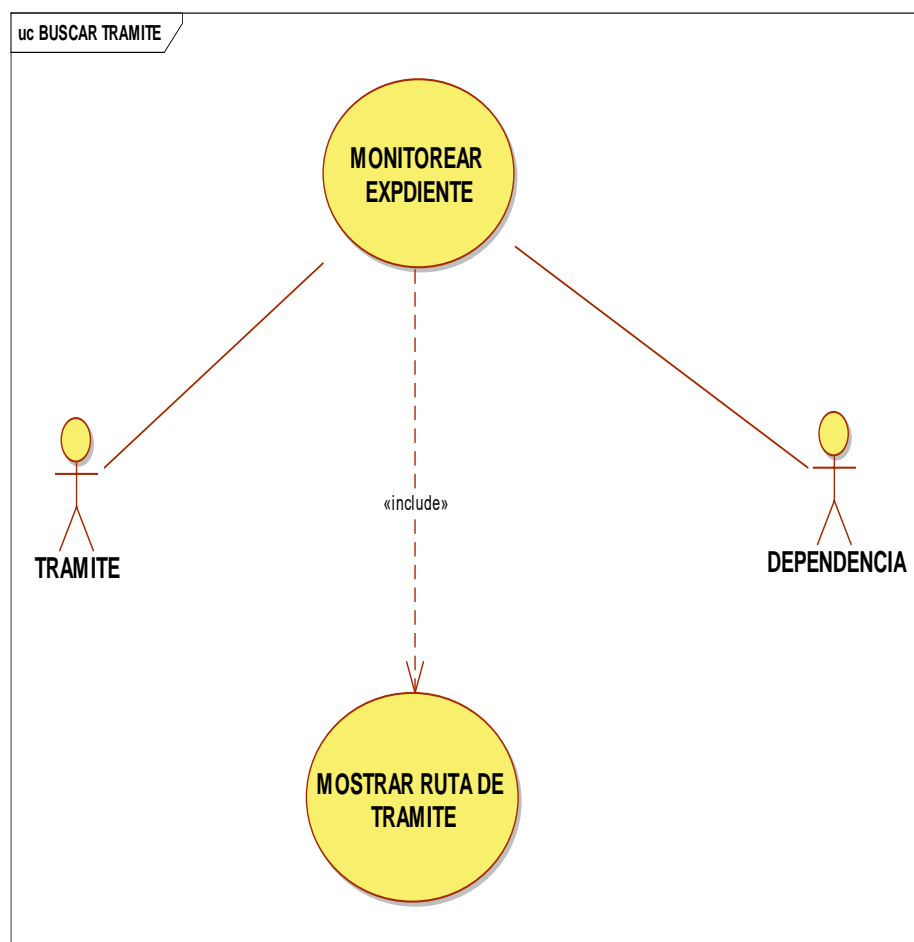 uc BUSCAR TRAMITE
MONITOREAR
EXPDIENTE
«include»
TRAMITE
DEPENDENCIA
MOSTRAR RUTA DE
TRAMITE